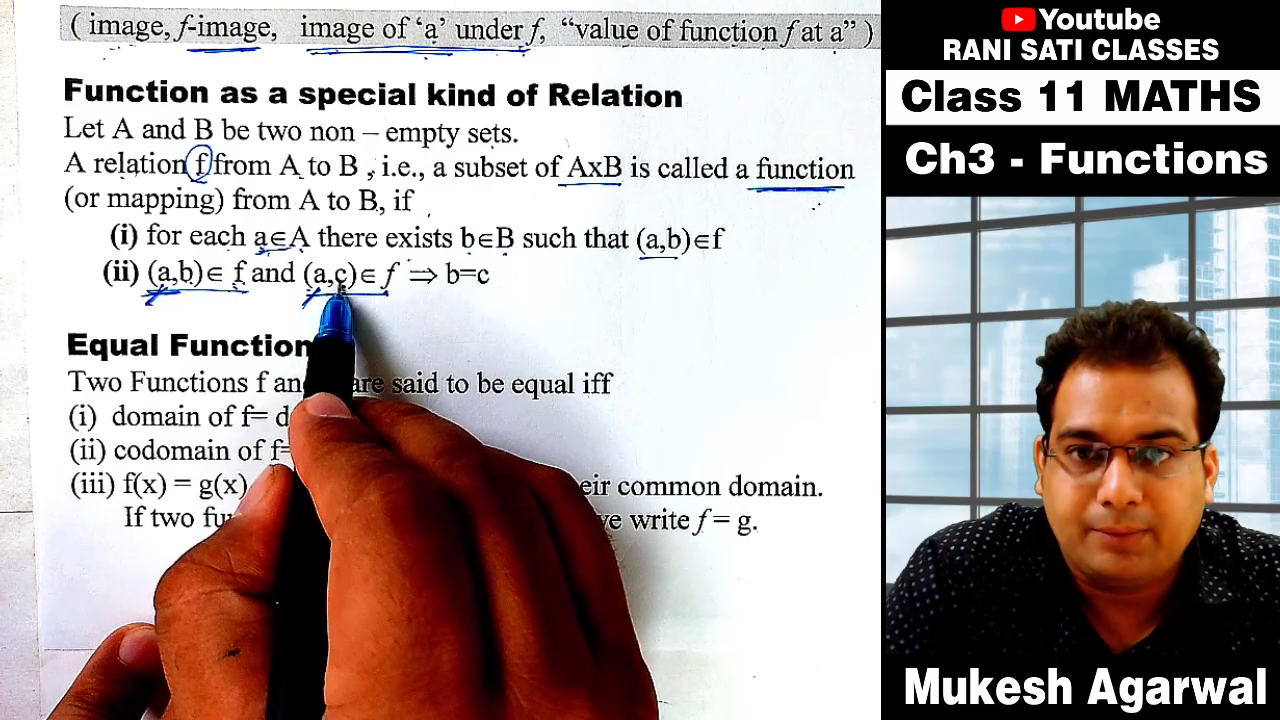 ( image, f-image, image of ‘a’ under f, “value of function f at a” )
Function as a special kind of Relation
Let A and B be two non – empty sets.
A relation f from A to B , i.e., a subset of AxB is called a function
(or mapping) from A to B, if
(i) for each a∈A there exists b∈B such that (a,b)∈f
(ii) (a,b)∈ f and (a,c)∈ f ⇒ b=c
Equal Function
Two Functions f an are said to be equal iff
(i) domain of f= d
(ii) codomain of f=
(iii) f(x) = g(x) eir common domain.
If two fu we write f = g.
Youtube
RANI SATI CLASSES
Class 11 MATHS
Ch3 - Functions
Mukesh Agarwal